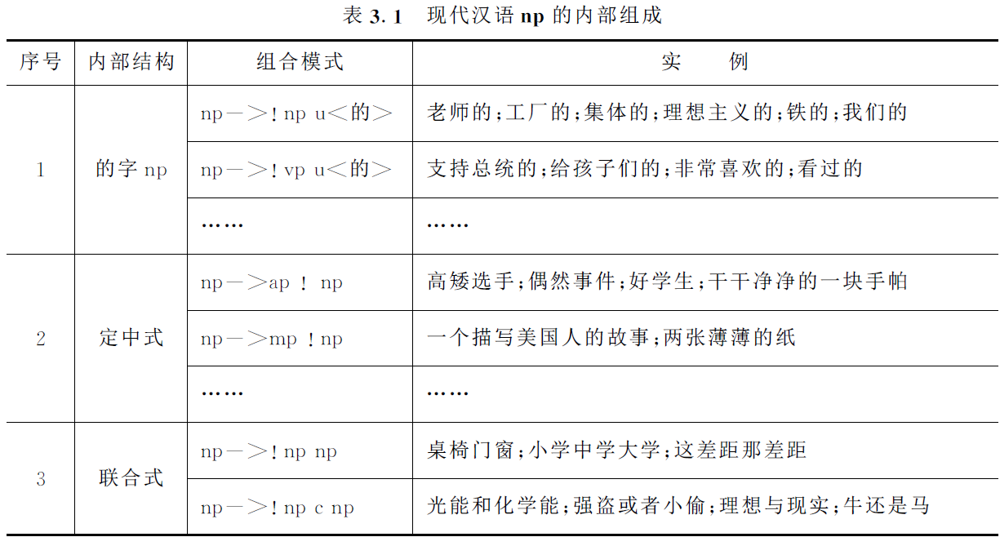 表 3. 1 现代汉语 np 的内部组成
序号 内部结构 组合模式 实 例
np—>! np u<的> 老师的;工厂的;集体的;理想主义的;铁的;我们的
1 的字 np np—>! vp u<的> 支持总统的;给孩子们的;非常喜欢的;看过的
…… ……
np—>ap ! np 高矮选手;偶然事件;好学生;干干净净的一块手帕
2 定中式 np—>mp !np 一个描写美国人的故事;两张薄薄的纸
…… ……
np—>! np np 桌椅门窗;小学中学大学;这差距那差距
3 联合式
np—>! np c np 光能和化学能;强盗或者小偷;理想与现实;牛还是马